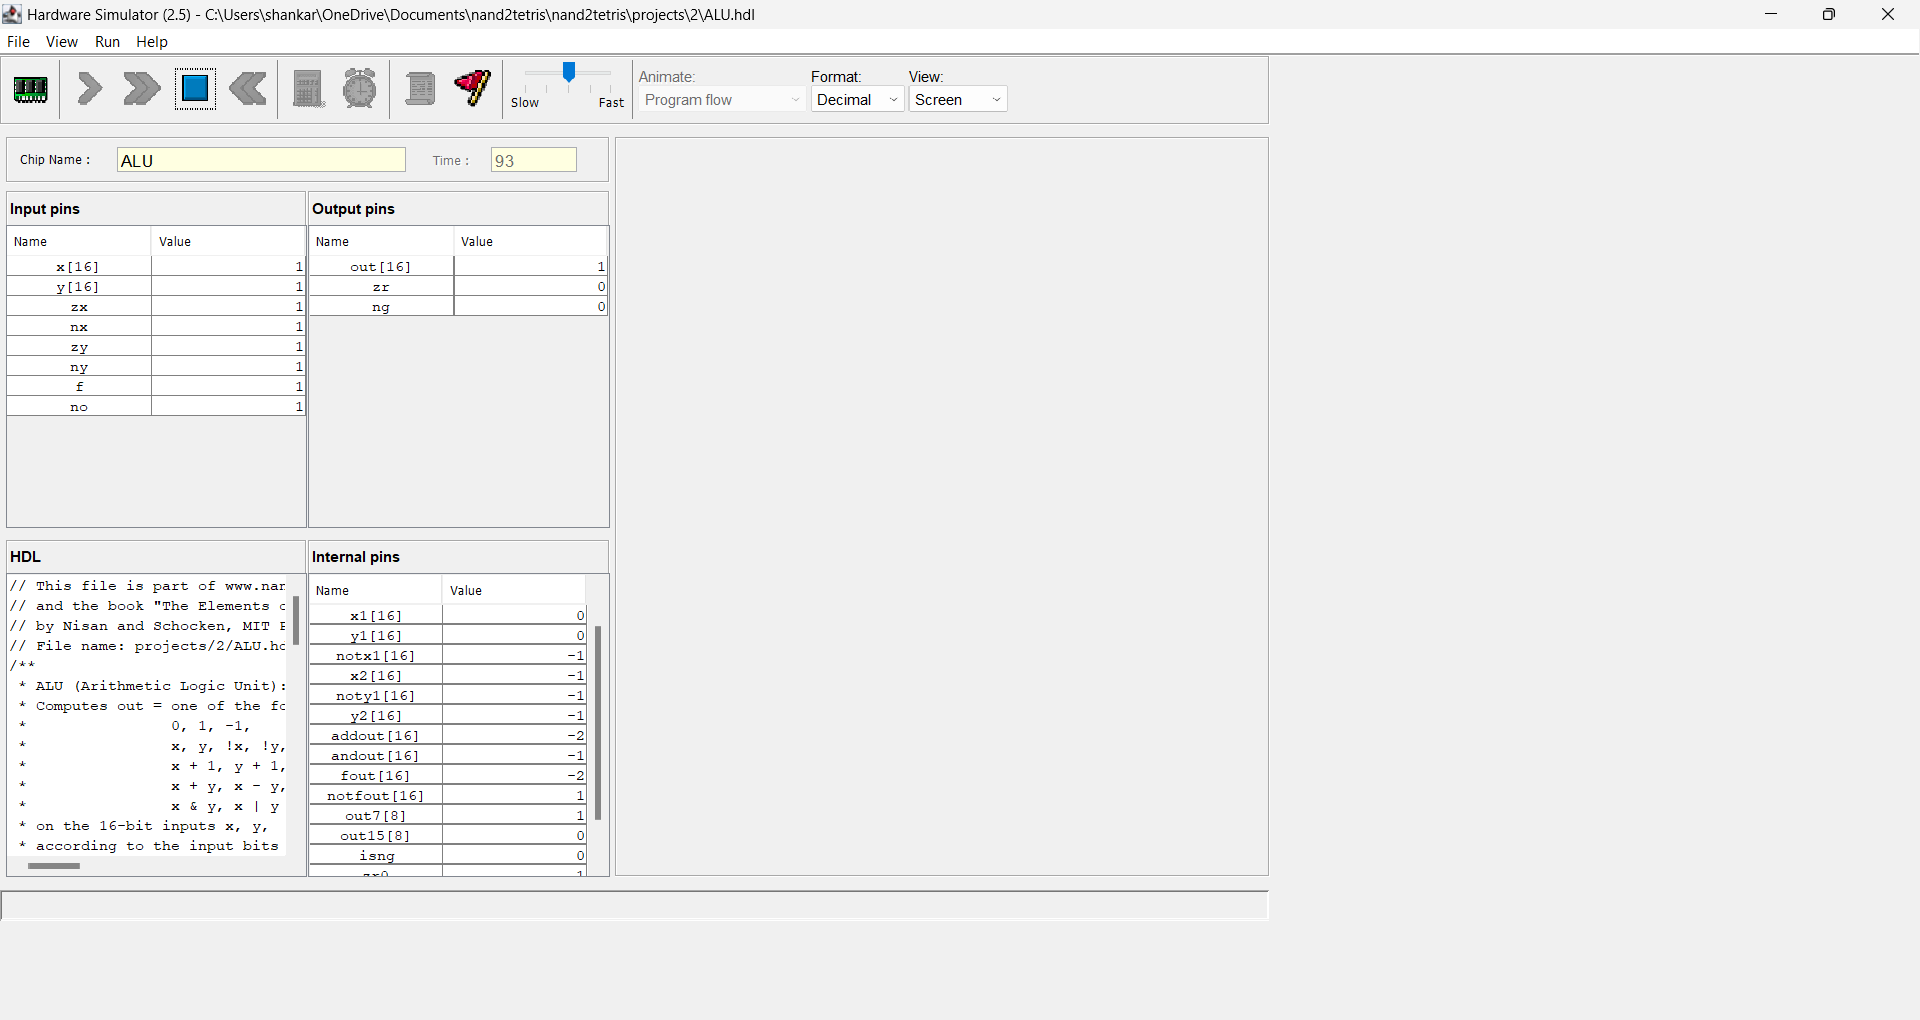 Hardware Simulator (2.5) - C:\Users\shankar\OneDrive\Documents\nand2tetris\nand2tetris\projects\2\ALU.hdl
File View Run Help
Slow Fast
Animate: Format: View:
Program flow Decimal Screen
Chip Name : ALU Time : 93
Input pins
Name Value
x[16] 1
y[16] 1
zx 1
nx 1
zy 1
ny 1
f 1
no 1
Output pins
Name Value
out[16] 1
zr 0
ng 0
HDL
// This file is part of www.nan
// and the book "The Elements
// by Nisan and Schocken, MIT
// File name: projects/2/ALU.hd
/**
* ALU (Arithmetic Logic Unit):
* Computes out = one of the fo
* 0, 1, -1,
* x, y, !x, !y,
* x + 1, y + 1,
* x + y, x - y,
* x & y, x | y
* on the 16-bit inputs x, y,
* according to the input bits
Internal pins
Name Value
x1[16] 0
y1[16] 0
notx1[16] -1
x2[16] -1
noty1[16] -1
y2[16] -1
addout[16] -2
andout[16] -1
fout[16] -2
notfout[16] 1
out7[8] 1
out15[8] 0
isng 0
zr0 1